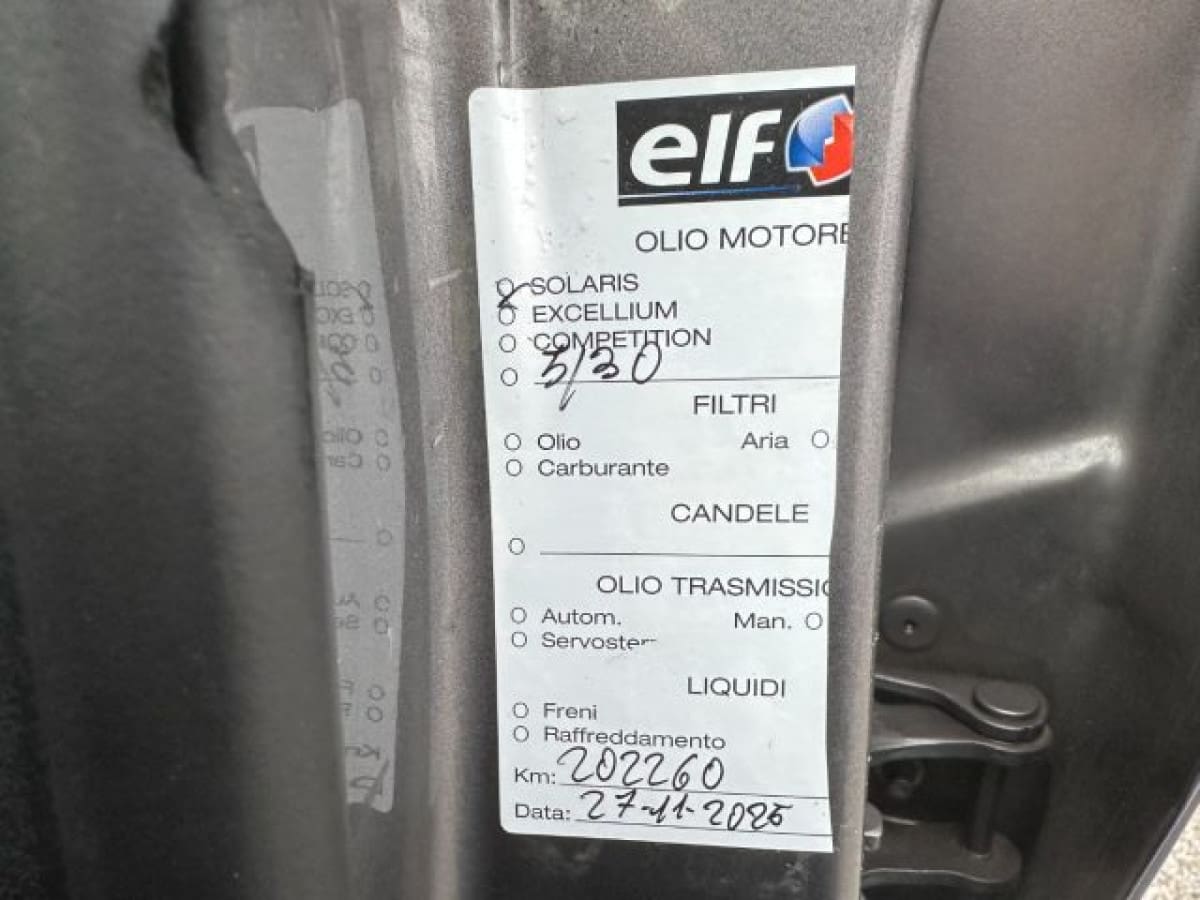 elf
OLIO MOTORE
SOLARIS
EXCELLIUM
COMPETITION
5/30
FILTRI
Olio Aria
Carburante
CANDELE
OLIO TRASMISSIO
Autom. Man.
Servoster
LIQUIDI
Freni
Raffreddamento
Km: 202260
Data: 27-11-2025